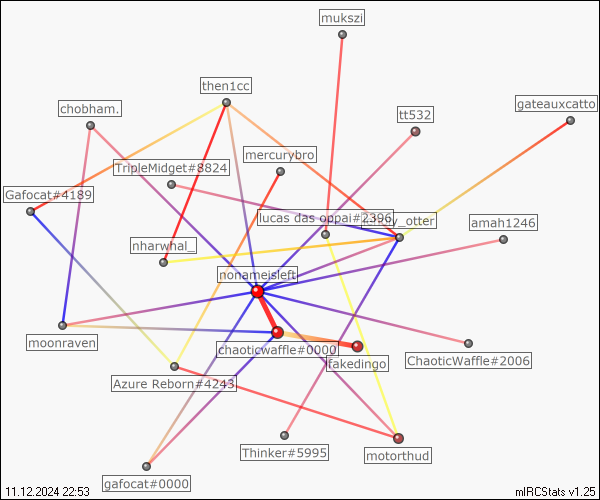 mukszi
then1cc
gateauxcatto
chobham.
tt532
mercurybro
TripleMidget#8824
Gafocat#4189
lucas das oppai#2396
_otter
amah1246
nharwhal_
nonameisleft
moonraven
chaoticwaffle#0000
fakedingo
ChaoticWaffle#2006
Azure Reborn#4243
Thinker#5995
motorthud
gafocat#0000
11.12.2024 22:53
mIRCStats v1.25